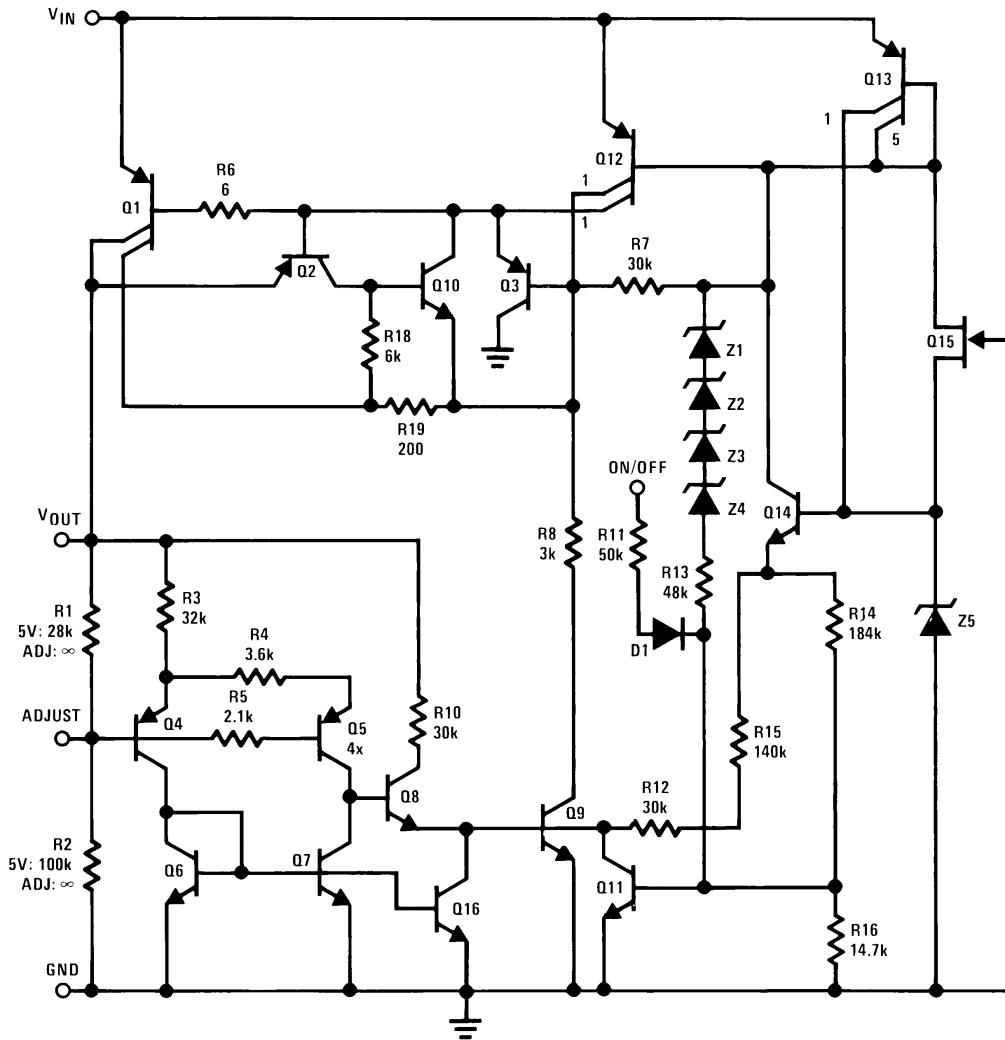 VIN
Q13
1
5
Q12
1
1
R6
6
Q1
Q2
Q10
Q3
R7
30k
Q15
R18
6k
Z1
Z2
Z3
Z4
R19
200
ON/OFF
Q14
VOUT
R8
3k
R11
50k
R13
48k
R3
32k
R1
5V: 28k
ADJ: ∞
R4
3.6k
D1
R14
184k
Z5
ADJUST
Q4
R5
2.1k
Q5
4x
R10
30k
R15
140k
Q8
R12
30k
Q9
R2
5V: 100k
ADJ: ∞
Q6
Q7
Q16
Q11
R16
14.7k
GND